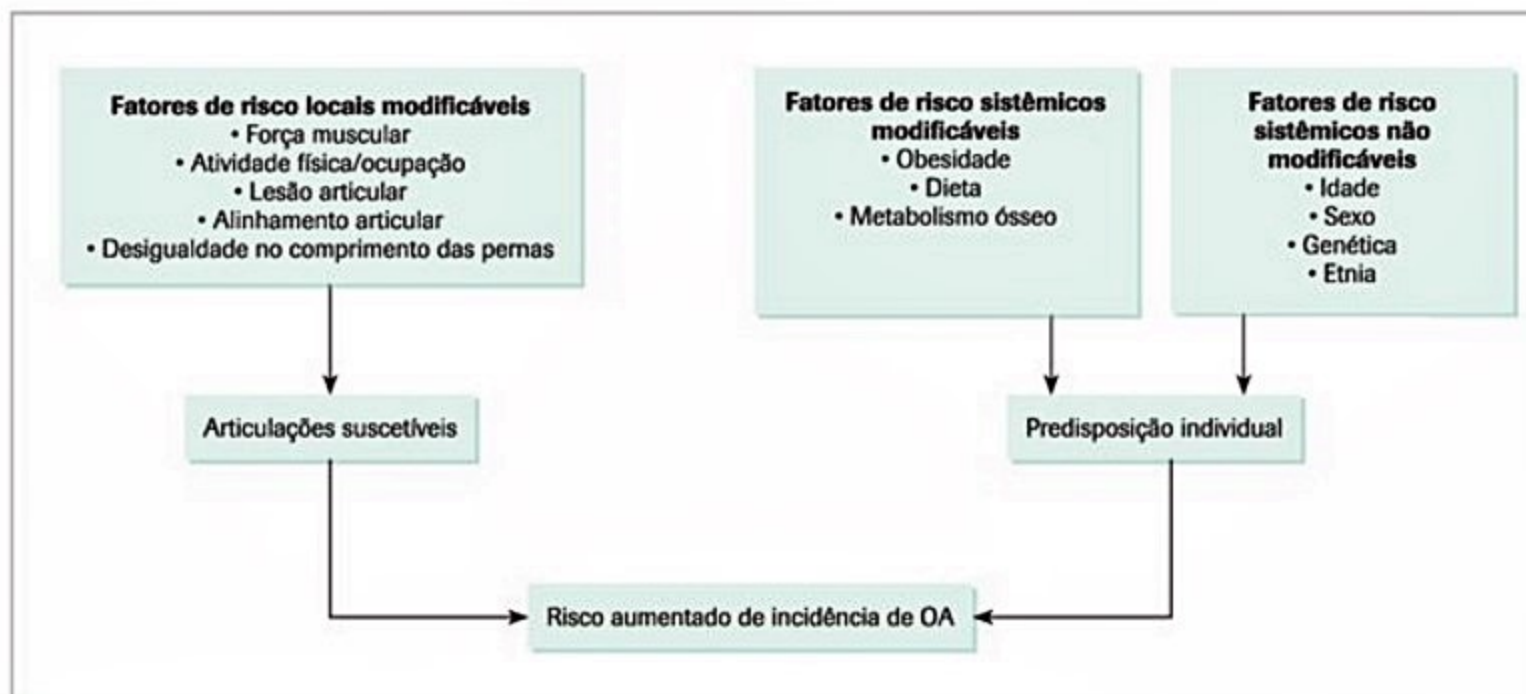 Fatores de risco locais modificáveis
• Força muscular
• Atividade física/ocupação
• Lesão articular
• Alinhamento articular
• Desigualdade no comprimento das pernas
Fatores de risco sistêmicos
modificáveis
• Obesidade
• Dieta
• Metabolismo ósseo
Fatores de risco
sistêmicos não
modificáveis
• Idade
• Sexo
• Genética
• Etnia
Articulações suscetíveis
Predisposição individual
Risco aumentado de incidência de OA